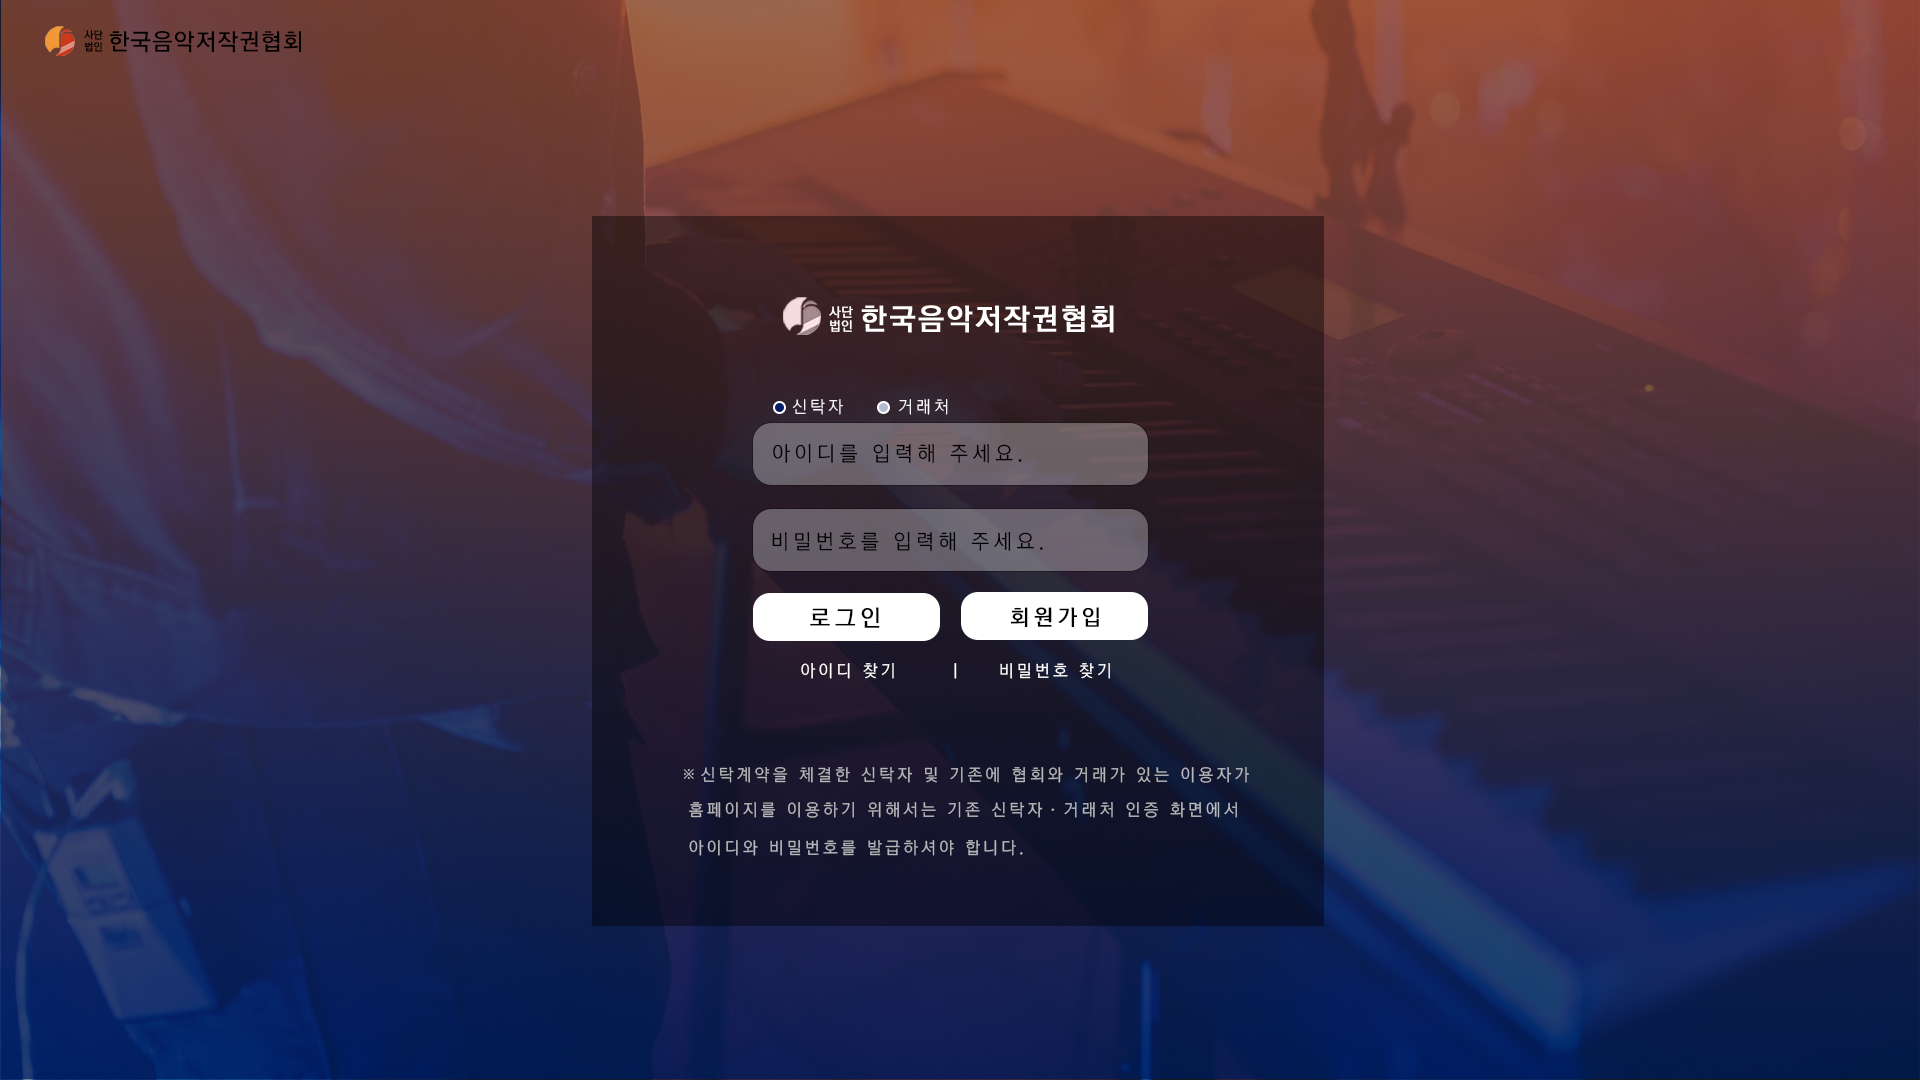 사단
법인 한국음악저작권협회
사단
법인 한국음악저작권협회
신탁자 거래처
아이디를 입력해 주세요.
비밀번호를 입력해 주세요.
로그인 회원가입
아이디 찾기 | 비밀번호 찾기
※ 신탁계약을 체결한 신탁자 및 기존에 협회와 거래가 있는 이용자가
홈페이지를 이용하기 위해서는 기존 신탁자 · 거래처 인증 화면에서
아이디와 비밀번호를 발급하셔야 합니다.